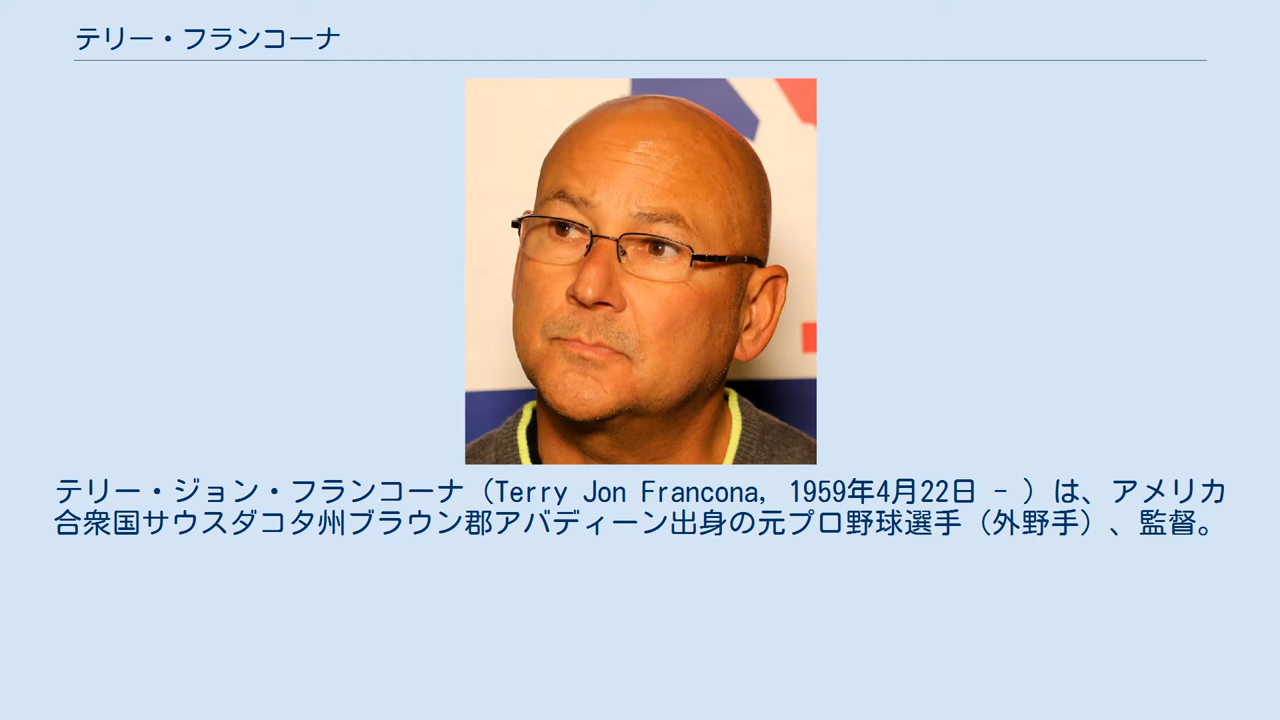 テリー・フランコーナ
テリー・ジョン・フランコーナ（Terry Jon Francona, 1959年4月22日 - ）は、アメリカ
合衆国サウスダコタ州ブラウン郡アバディーン出身の元プロ野球選手（外野手）、監督。